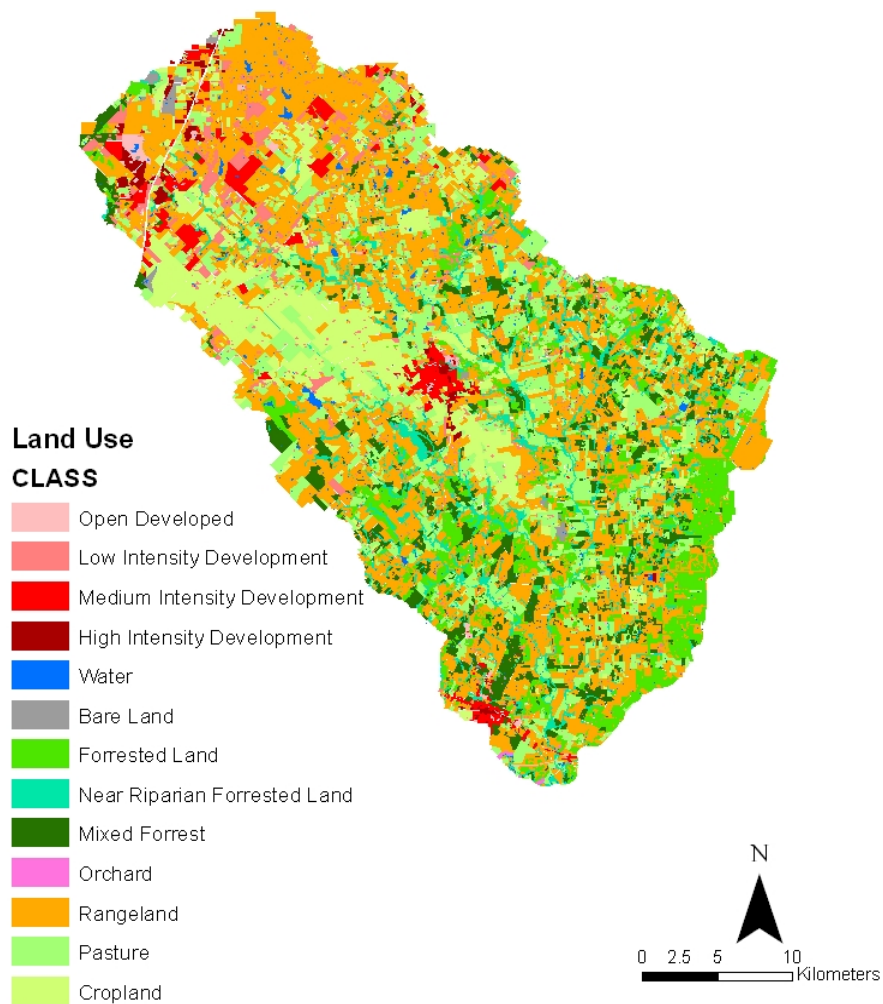 Land Use
CLASS
Open Developed
Low Intensity Development
Medium Intensity Development
High Intensity Development
Water
Bare Land
Forrested Land
Near Riparian Forrested Land
Mixed Forrest
Orchard
Rangeland
Pasture
Cropland
N
0 2.5 5 10
Kilometers